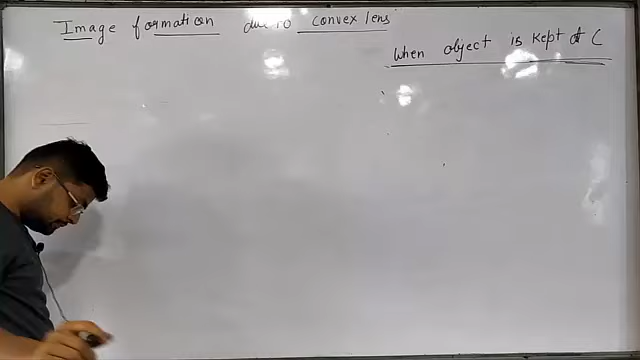 Image formation due to convex lens
When object is kept at C